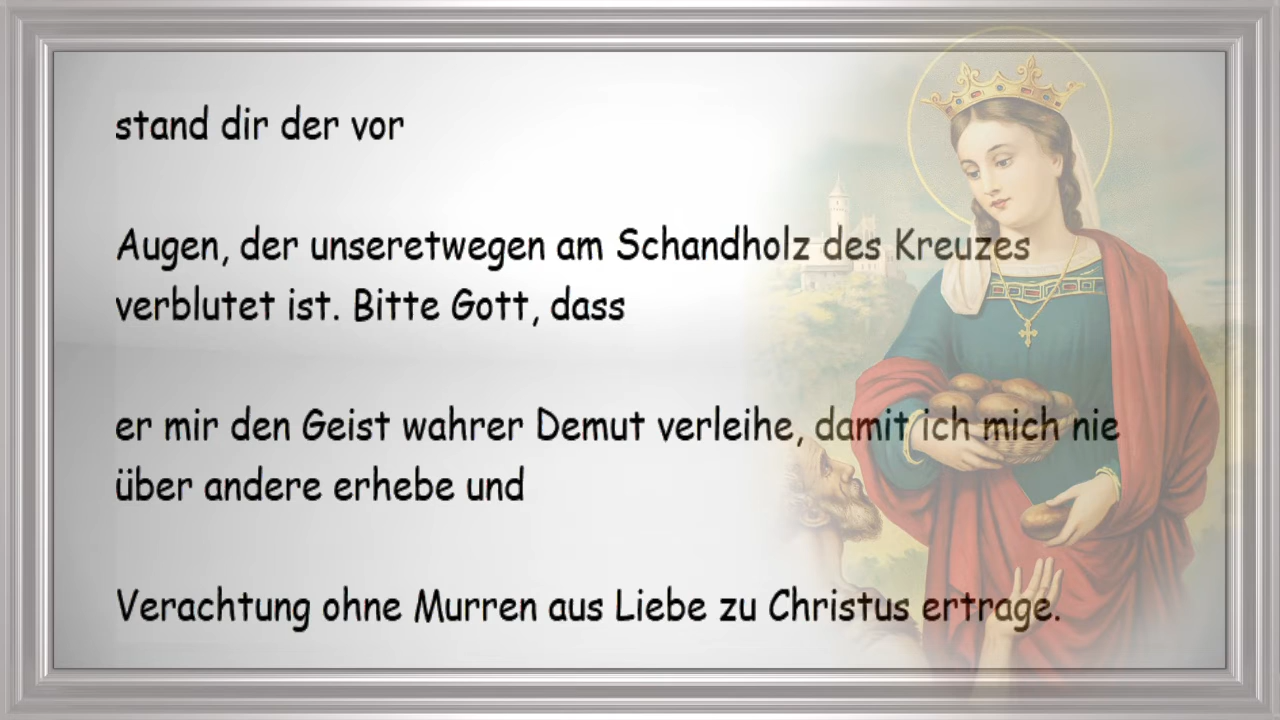 stand dir der vor
Augen, der unseretwegen am Schandholz des Kreuzes
verblutet ist. Bitte Gott, dass
er mir den Geist wahrer Demut verleihe, damit ich mich nie
über andere erhebe und
Verachtung ohne Murren aus Liebe zu Christus ertrage.